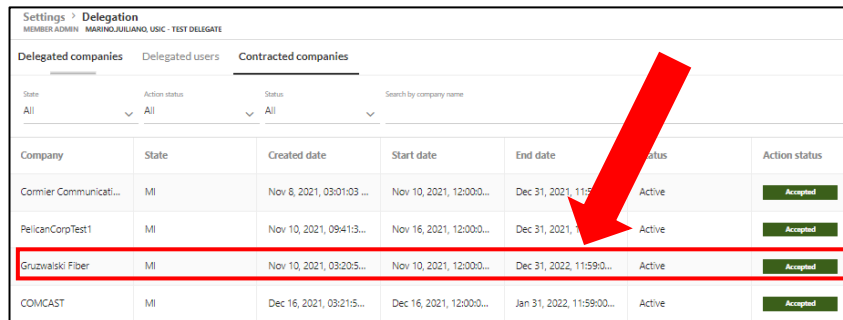 Settings > Delegation
MEMBER ADMIN MARINO,JUILIANO, USIC - TEST DELEGATE
Delegated companies Delegated users Contracted companies
State Action status Status Search by company name
All All All
Company State Created date Start date End date Action status
Cormier Communicati... MI Nov 8, 2021, 03:01:03 ... Nov 10, 2021, 12:00:0... Dec 31, 2021, 11:5 Active Accepted
PelicanCorpTest1 MI Nov 10, 2021, 09:41:3... Nov 16, 2021, 12:00:0... Dec 31, 2021, Active Accepted
Gruzwalski Fiber MI Nov 10, 2021, 03:20:5... Nov 10, 2021, 12:00:0... Dec 31, 2022, 11:59:0... Active Accepted
COMCAST MI Dec 16, 2021, 03:21:5... Dec 16, 2021, 12:00:0... Jan 31, 2022, 11:59:00... Active Accepted